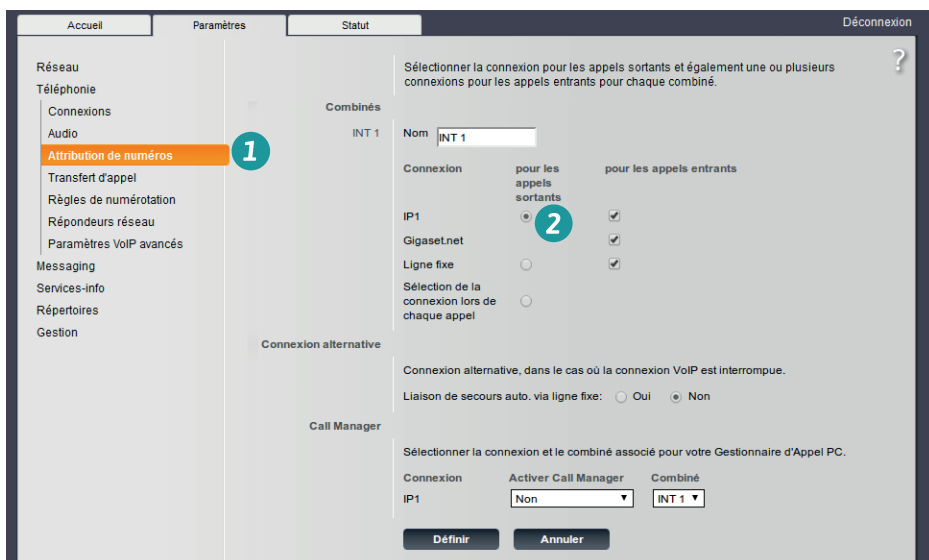 Accueil
Paramètres
Statut
Déconnexion
Réseau
Téléphonie
Connexions
Audio
Attribution de numéros
1
Transfert d'appel
Règles de numérotation
Répondeurs réseau
Paramètres VoIP avancés
Messaging
Services-info
Répertoires
Gestion
?
Sélectionner la connexion pour les appels sortants et également une ou plusieurs
connexions pour les appels entrants pour chaque combiné.
Combinés
INT 1
Nom
INT 1
Connexion
pour les
appels
sortants
pour les appels entrants
IP1
2
Gigaset.net
Ligne fixe
Sélection de la
connexion lors de
chaque appel
Connexion alternative
Connexion alternative, dans le cas où la connexion VoIP est interrompue.
Liaison de secours auto. via ligne fixe: Oui Non
Call Manager
Sélectionner la connexion et le combiné associé pour votre Gestionnaire d'Appel PC.
Connexion Activer Call Manager Combiné
IP1 Non INT 1
Définir Annuler